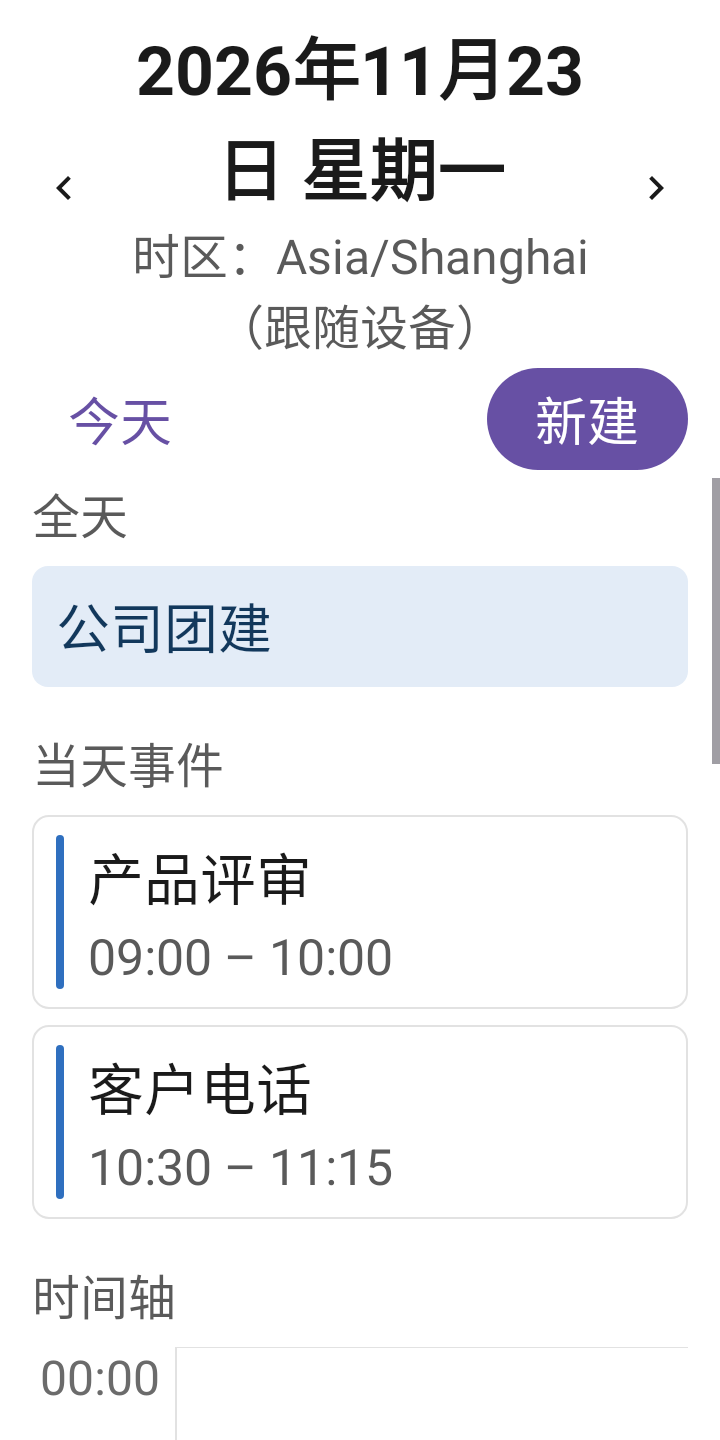 2026年11月23
日 星期一
时区：Asia/Shanghai
（跟随设备）
今天
新建
全天
公司团建
当天事件
产品评审
09:00 – 10:00
客户电话
10:30 – 11:15
时间轴
00:00